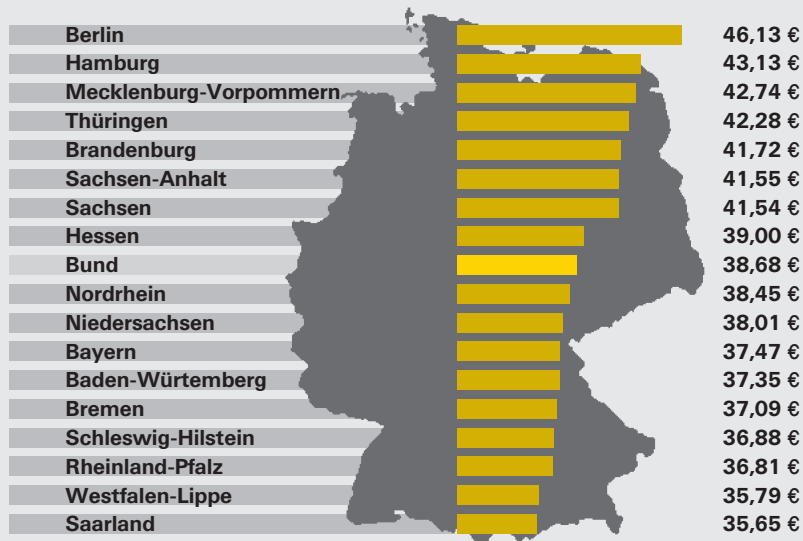 Berlin 46,13 €
Hamburg 43,13 €
Mecklenburg-Vorpommern 42,74 €
Thüringen 42,28 €
Brandenburg 41,72 €
Sachsen-Anhalt 41,55 €
Sachsen 41,54 €
Hessen 39,00 €
Bund 38,68 €
Nordrhein 38,45 €
Niedersachsen 38,01 €
Bayern 37,47 €
Baden-Würtemberg 37,35 €
Bremen 37,09 €
Schleswig-Hilstein 36,88 €
Rheinland-Pfalz 36,81 €
Westfalen-Lippe 35,79 €
Saarland 35,65 €